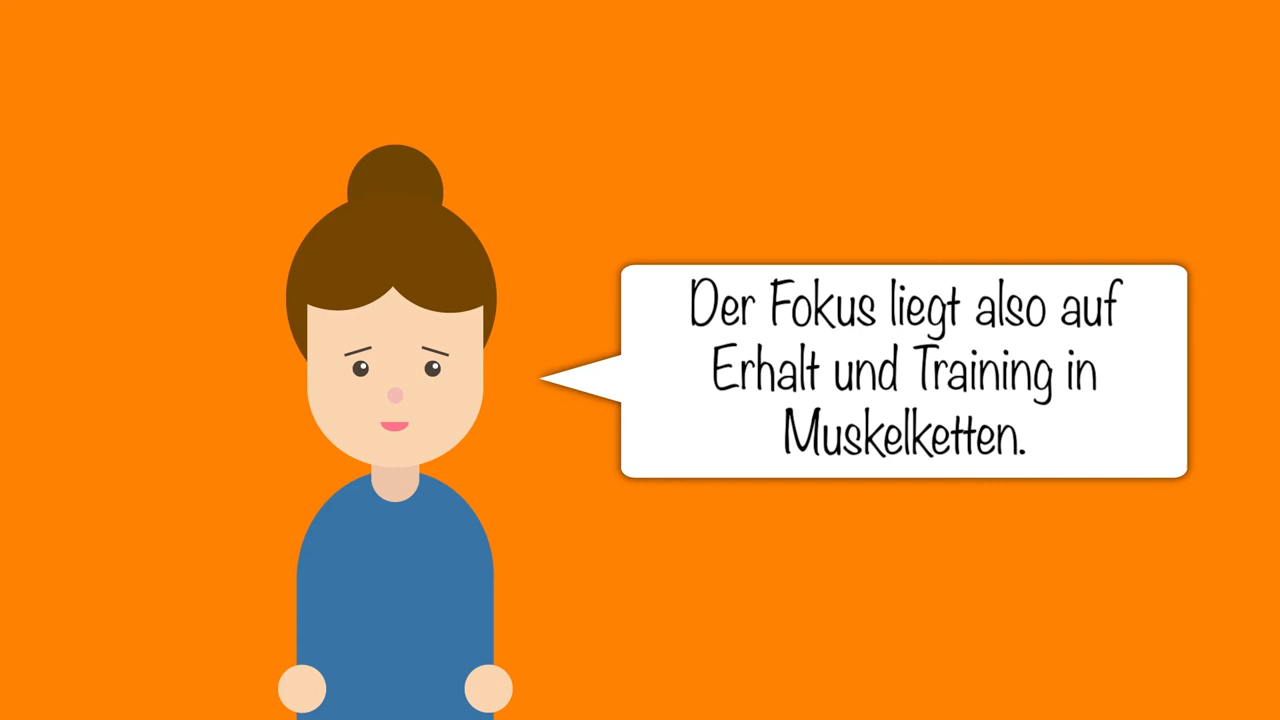 Der Fokus liegt also auf
Erhalt und Training in
Muskelketten.